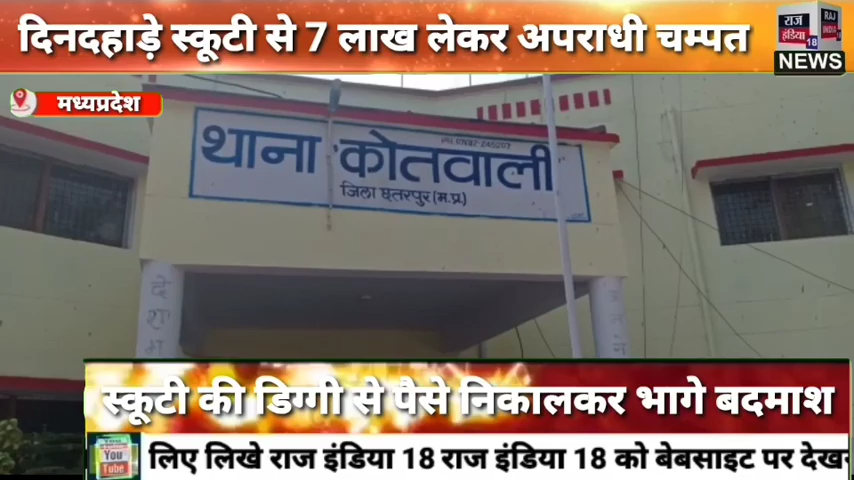 दिनदहाड़े स्कूटी से 7 लाख लेकर अपराधी चम्पत
राज
इंडिया
18
RAJ
NEWS
मध्यप्रदेश
थाना कोतवाली
जिला छतरपुर (म.प्र.)
स्कूटी की डिग्गी से पैसे निकालकर भागे बदमाश
You
Tube
लिए लिखे राज इंडिया 18 राज इंडिया 18 को बेबसाइट पर देख